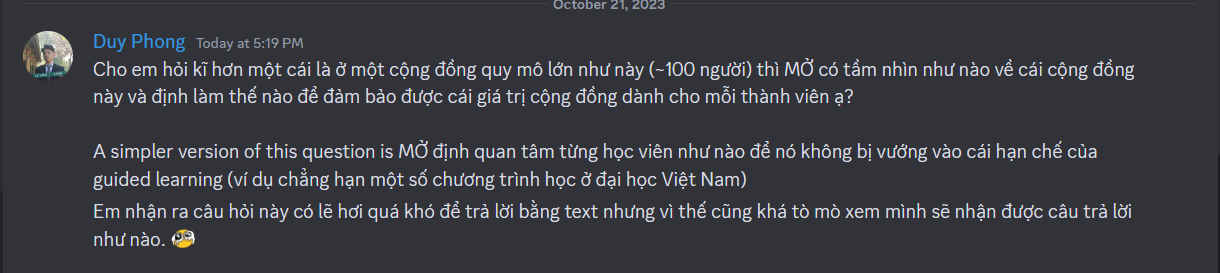 October 21, 2023
Duy Phong Today at 5:19 PM
Cho em hỏi kĩ hơn một cái là ở một cộng đồng quy mô lớn như này (~100 người) thì MỞ có tầm nhìn như nào về cái cộng đồng
này và định làm thế nào để đảm bảo được cái giá trị cộng đồng dành cho mỗi thành viên ạ?
A simpler version of this question is MỞ định quan tâm từng học viên như nào để nó không bị vướng vào cái hạn chế của
guided learning (ví dụ chẳng hạn một số chương trình học ở đại học Việt Nam)
Em nhận ra câu hỏi này có lẽ hơi quá khó để trả lời bằng text nhưng vì thế cũng khá tò mò xem mình sẽ nhận được câu trả lời
như nào.